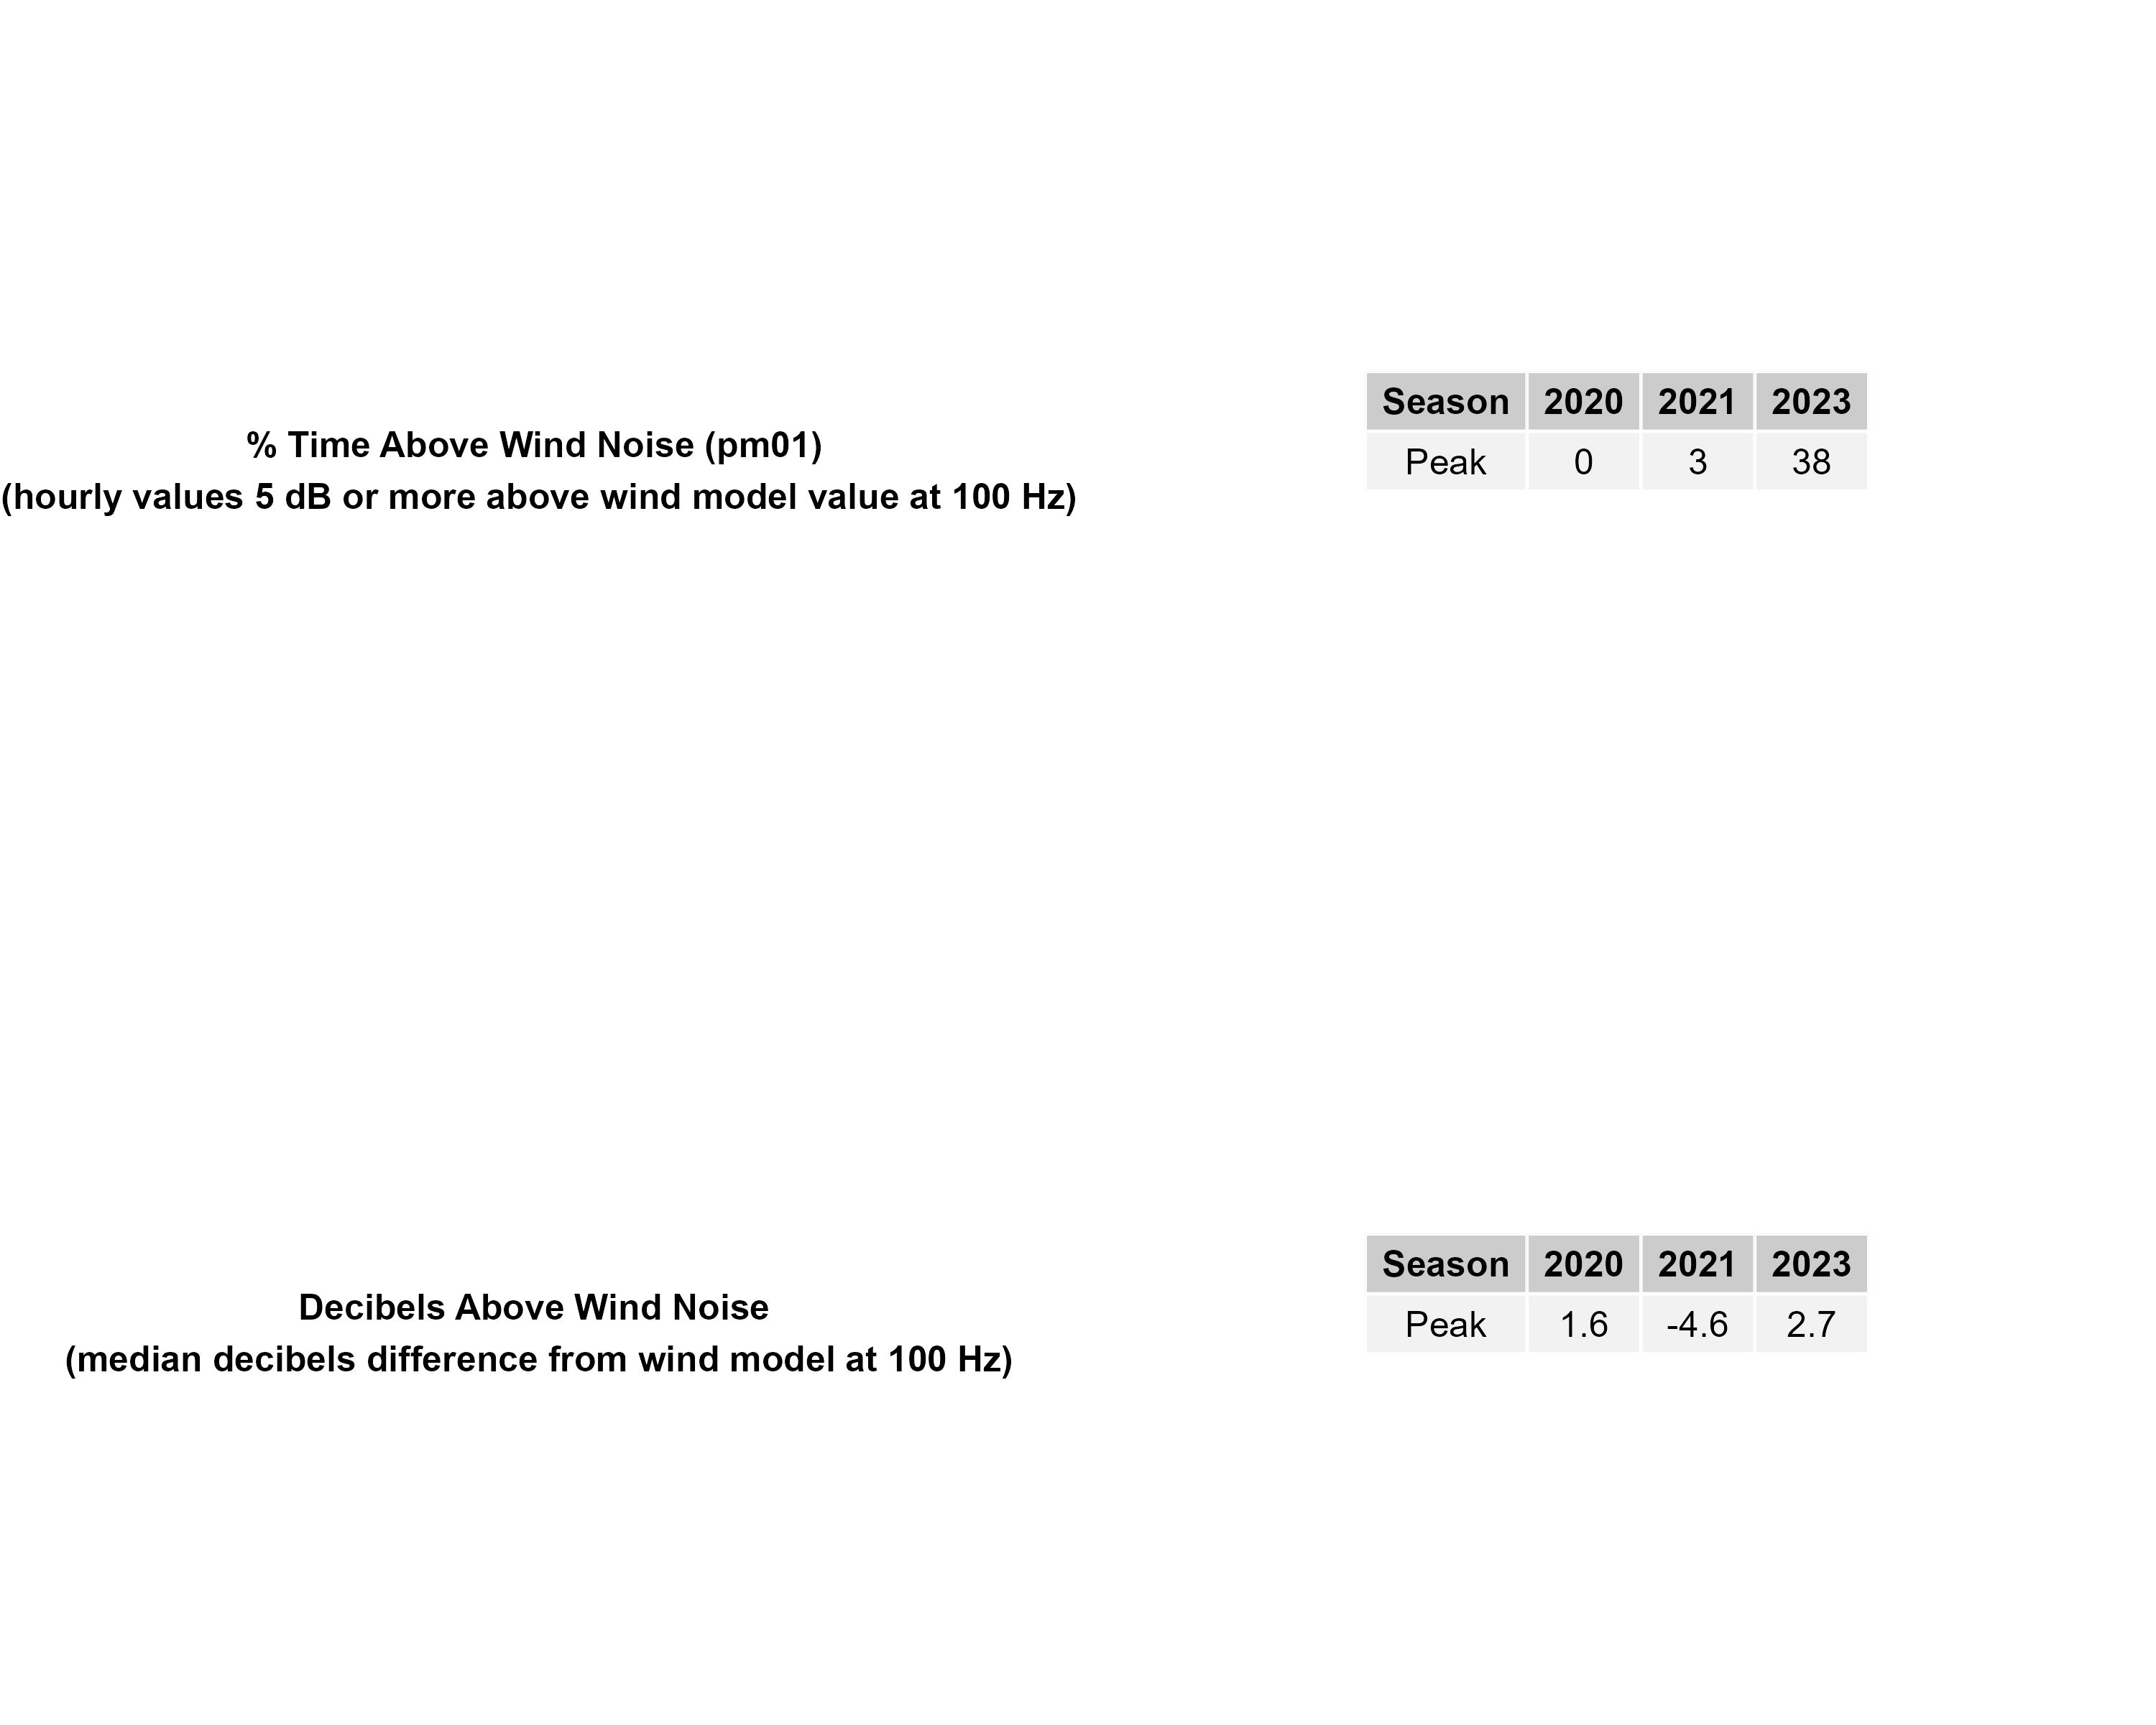 % Time Above Wind Noise (pm01)
(hourly values 5 dB or more above wind model value at 100 Hz)
Season 2020 2021 2023
Peak 0 3 38
Decibels Above Wind Noise
(median decibels difference from wind model at 100 Hz)
Season 2020 2021 2023
Peak 1.6 -4.6 2.7